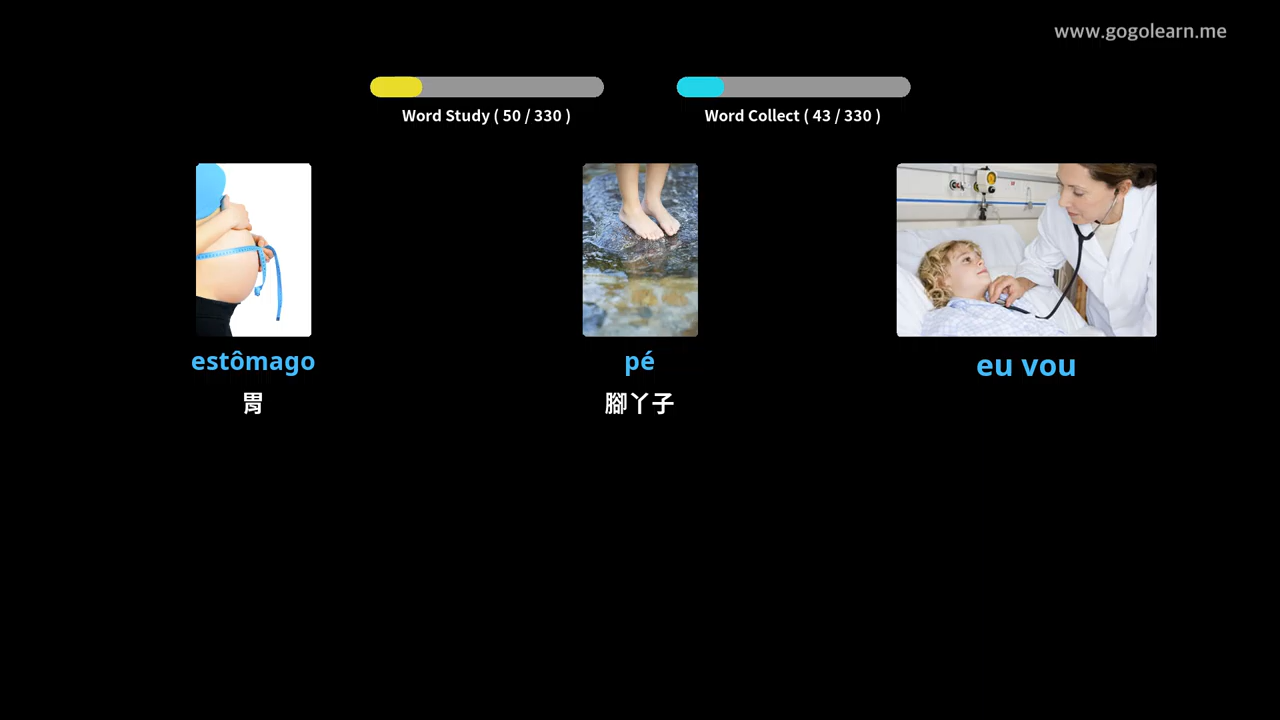 www.gogolearn.me
Word Study ( 50 / 330 )
Word Collect ( 43 / 330 )
estômago
pé
eu vou
胃
腳丫子